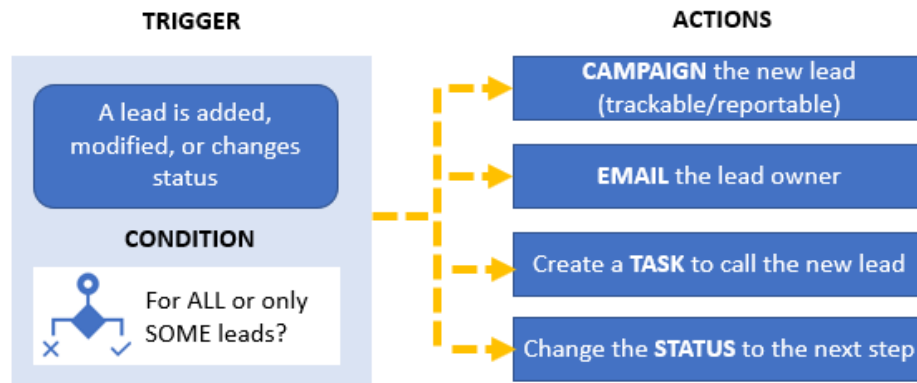 TRIGGER
A lead is added,
modified, or changes
status
CONDITION
For ALL or only
SOME leads?
ACTIONS
CAMPAIGN the new lead
(trackable/reportable)
EMAIL the lead owner
Create a TASK to call the new lead
Change the STATUS to the next step